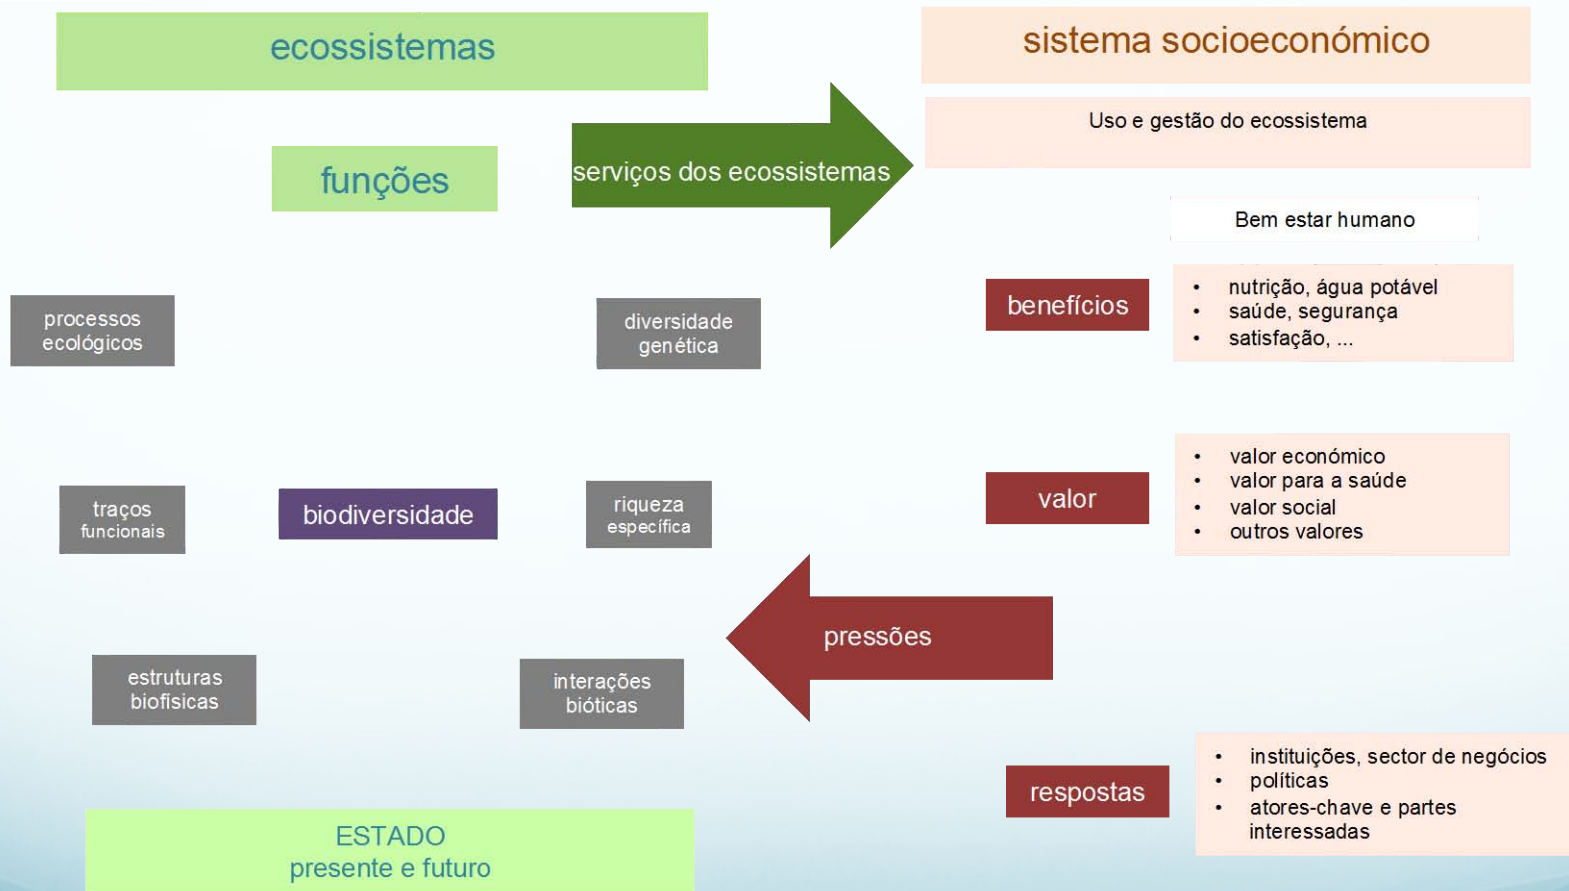 ecossistemas
sistema socioeconómico
Uso e gestão do ecossistema
funções
serviços dos ecossistemas
Bem estar humano
processos
ecológicos
diversidade
genética
benefícios
• nutrição, água potável
• saúde, segurança
• satisfação, ...
traços
funcionais
biodiversidade
riqueza
específica
valor
• valor económico
• valor para a saúde
• valor social
• outros valores
pressões
estruturas
biofísicas
interações
bióticas
respostas
• instituições, sector de negócios
• políticas
• atores-chave e partes
interessadas
ESTADO
presente e futuro